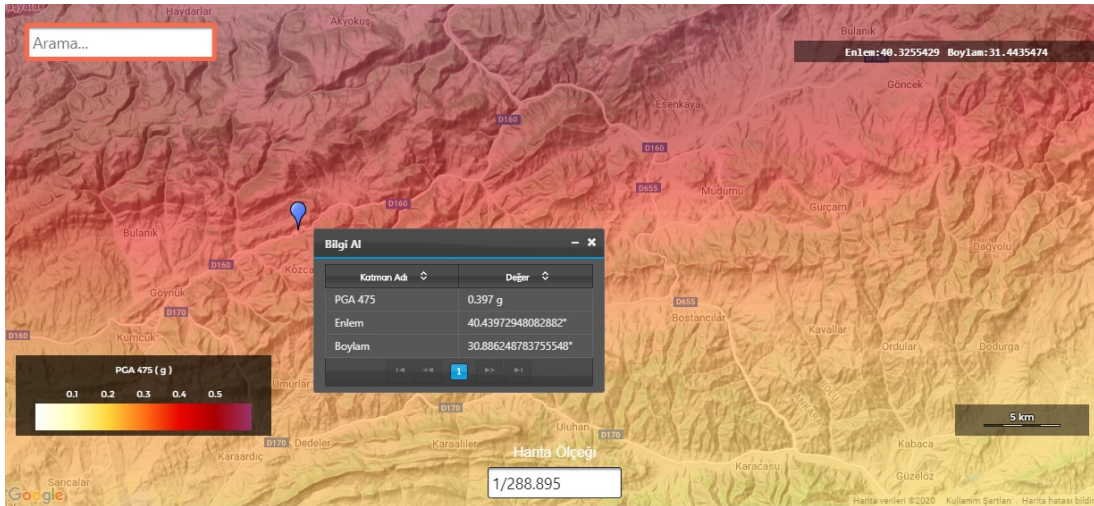 Haydarlar
Akyokuş
Bulanık
Arama...
Enlem:40.3255429 Boylam:31.4435474
Göncek
Esenkaya
D160
D160
D655
Mudurnu
D160
Gürçam
Bulanık
Bilgi Al
Dağyolu
D160
Közca
Katman Adı
Değer
PGA 475
0.397 g
Göynük
D170
Enlem
40.43972948082882°
D655
Bostancılar
Kavallar
D160
Kumcuk
Boylam
30.886248783755548°
Ordular
Dodurga
1
PGA 475 ( g )
Umurlar
0.1 0.2 0.3 0.4 0.5
D170
5 km
Uluhan
D170
D170
Dedeler
Karaaliler
Kabaca
Karaardıç
Harita Ölçeği
Karacasu
Güzelöz
Sarıcalar
1/288.895
Google
Harita verileri ©2020 Kullanım Şartları Harita hatası bildir